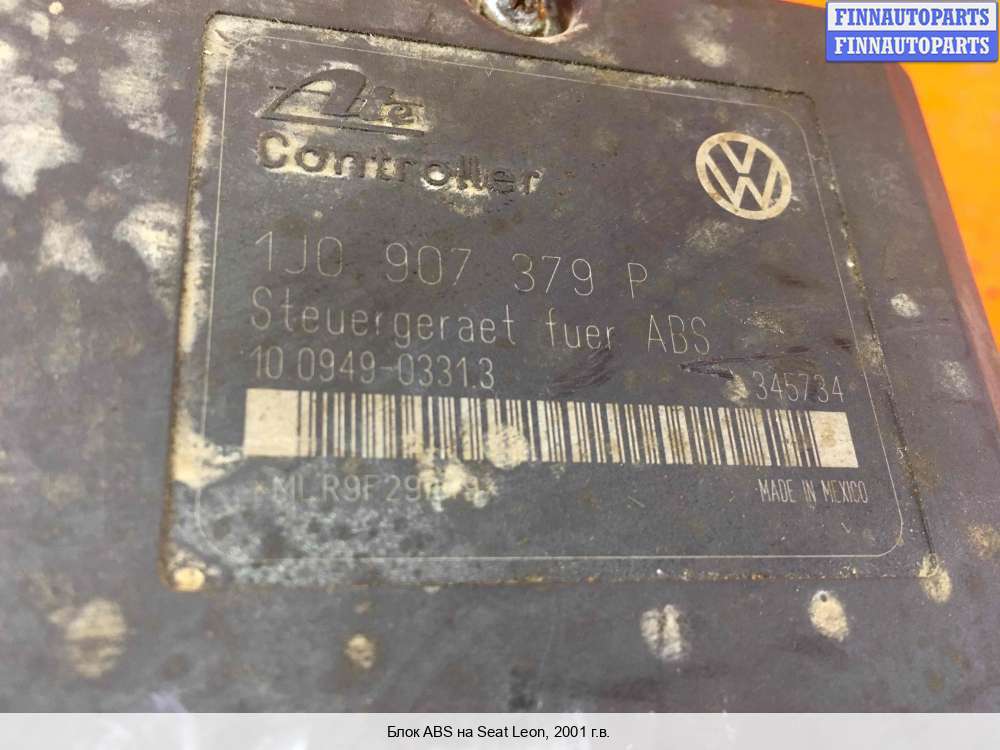 FINNAUTOPARTS
FINNAUTOPARTS
Ate
Controller
1J0 907 379 P
Steuergeraet fuer ABS
10.0949-0331.3 345734
MADE IN MEXICO
Блок ABS на Seat Leon, 2001 г.в.